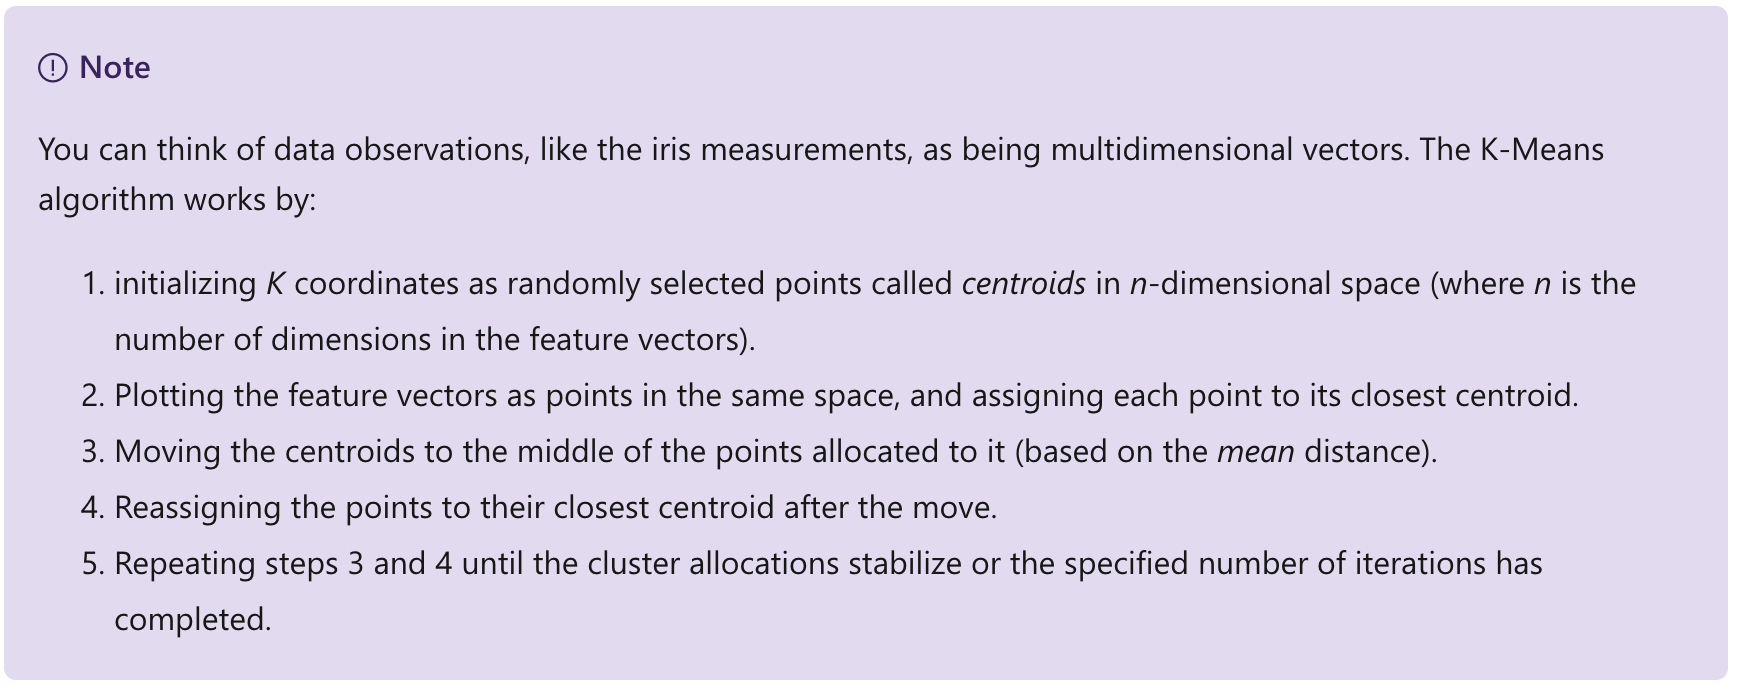 Note
You can think of data observations, like the iris measurements, as being multidimensional vectors. The K-Means
algorithm works by:
1. initializing K coordinates as randomly selected points called centroids in n-dimensional space (where n is the
number of dimensions in the feature vectors).
2. Plotting the feature vectors as points in the same space, and assigning each point to its closest centroid.
3. Moving the centroids to the middle of the points allocated to it (based on the mean distance).
4. Reassigning the points to their closest centroid after the move.
5. Repeating steps 3 and 4 until the cluster allocations stabilize or the specified number of iterations has
completed.